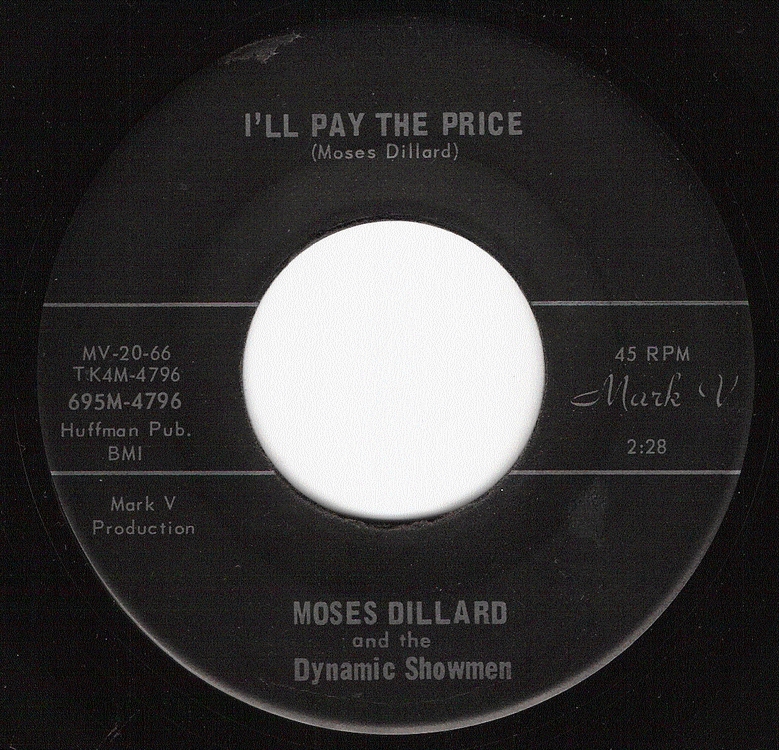 I'LL PAY THE PRICE
(Moses Dillard)
MV-20-66
TK4M-4796
695M-4796
Huffman Pub.
BMI
45 RPM
Mark V
2:28
Mark V
Production
MOSES DILLARD
and the
Dynamic Showmen